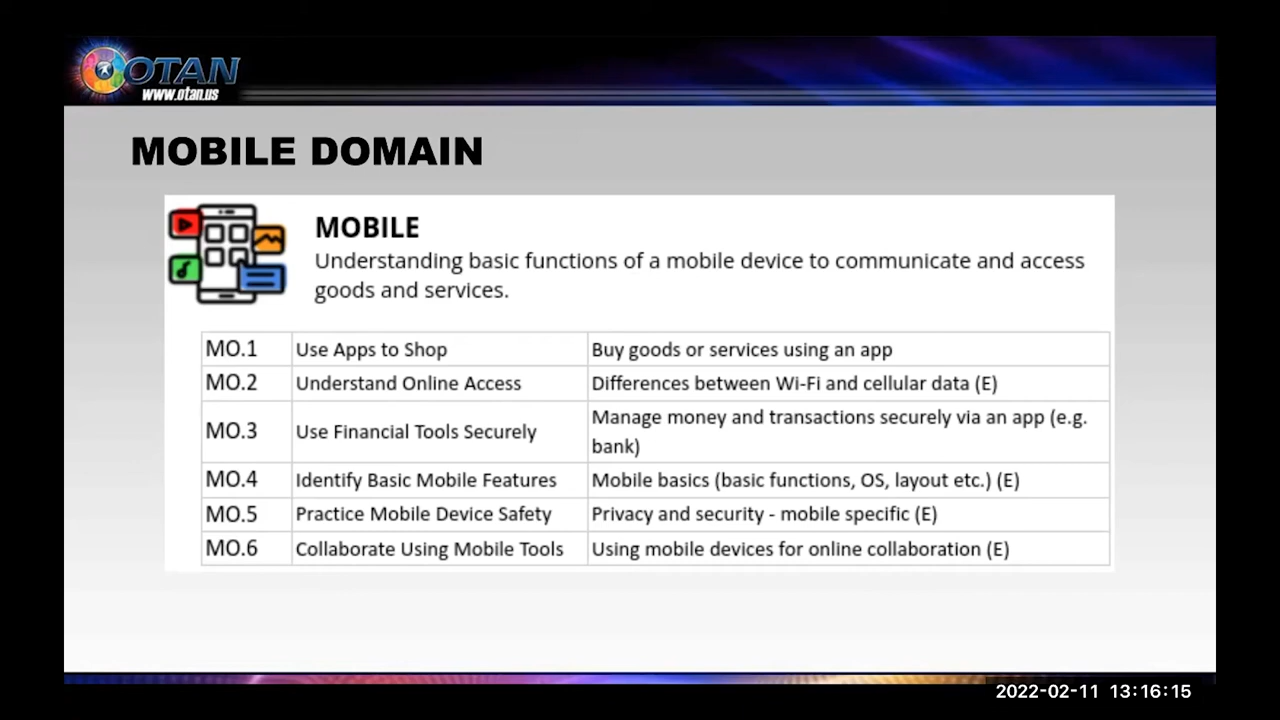 OTAN
www.otan.us
MOBILE DOMAIN
MOBILE
Understanding basic functions of a mobile device to communicate and access
goods and services.
MO.1 Use Apps to Shop Buy goods or services using an app
MO.2 Understand Online Access Differences between Wi-Fi and cellular data (E)
MO.3 Use Financial Tools Securely Manage money and transactions securely via an app (e.g.
bank)
MO.4 Identify Basic Mobile Features Mobile basics (basic functions, OS, layout etc.) (E)
MO.5 Practice Mobile Device Safety Privacy and security - mobile specific (E)
MO.6 Collaborate Using Mobile Tools Using mobile devices for online collaboration (E)
2022-02-11 13:16:15